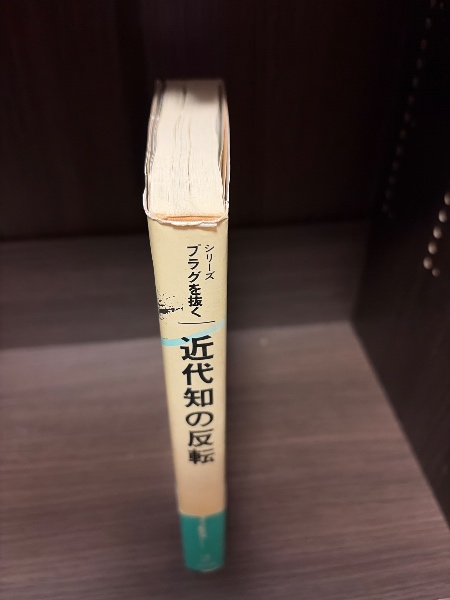 シリーズ
プラグを抜く
近代知の反転